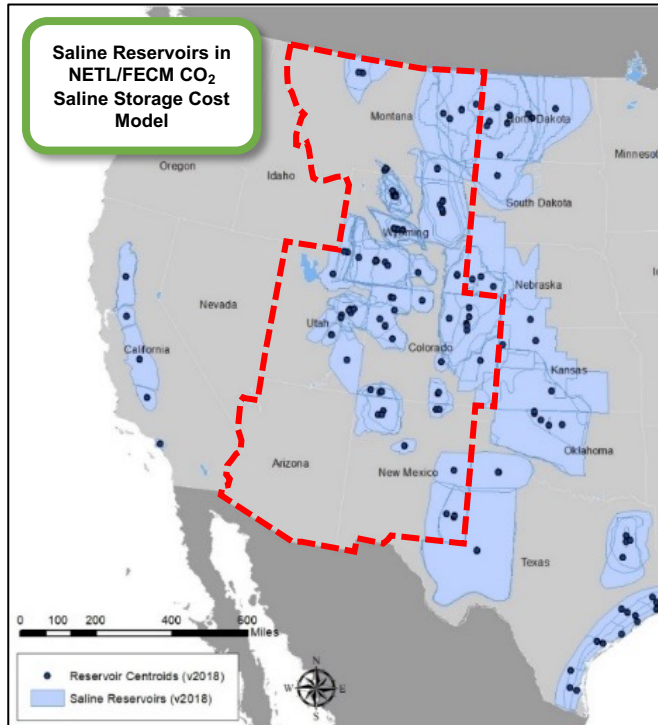 Saline Reservoirs in
NETL/FECM CO₂
Saline Storage Cost
Model
Montana
North Dakota
Minnesot
Oregon
Idaho
South Dakota
Wyoming
Nebraska
Nevada
Utah
Colorado
California
Kansas
Oklahoma
Arizona
New Mexico
Texas
0 100 200 400 600
Miles
Reservoir Centroids (v2018)
Saline Reservoirs (v2018)
N
W E
S